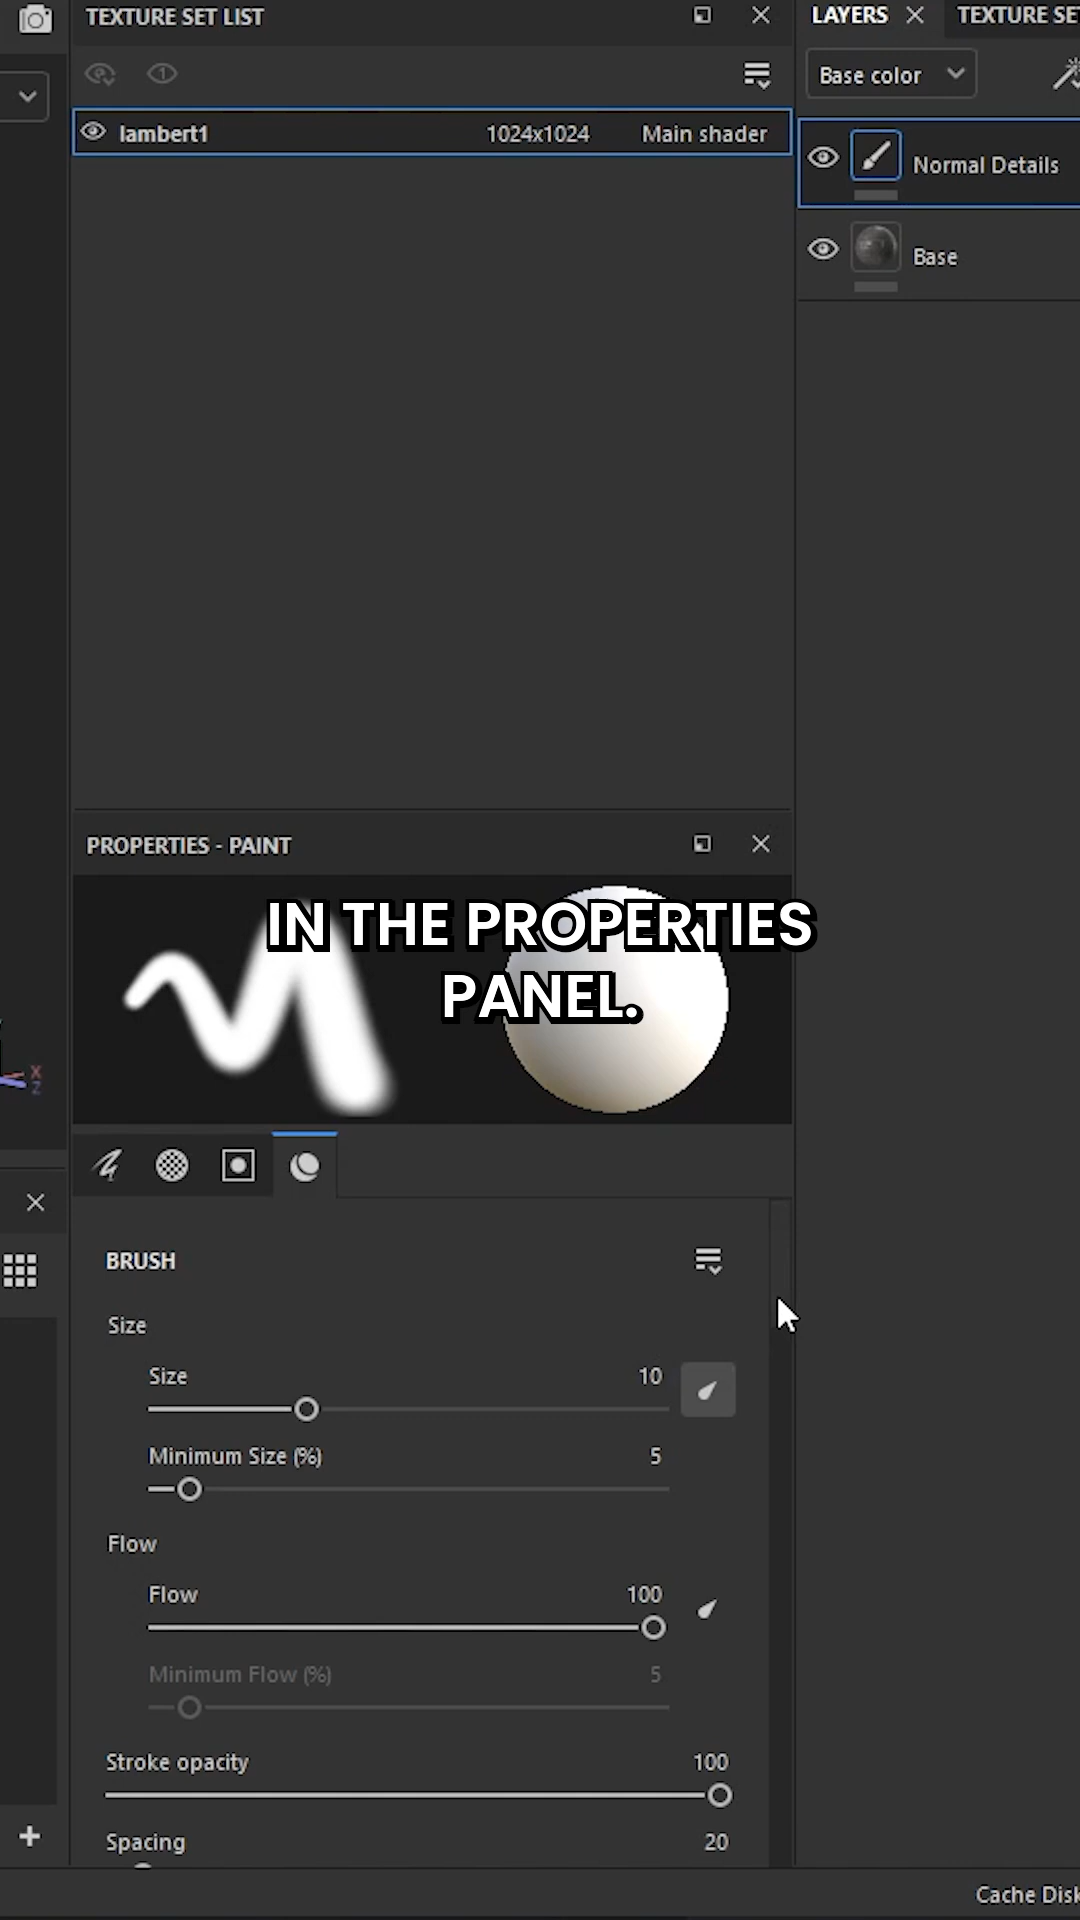 TEXTURE SET LIST
LAYERS
TEXTURE SE
Base color
lambert1 1024x1024 Main shader
Normal Details
Base
PROPERTIES - PAINT
IN THE PROPERTIES
PANEL.
X
Z
BRUSH
Size
Size 10
Minimum Size (%) 5
Flow
Flow 100
Minimum Flow (%) 5
Stroke opacity 100
Spacing 20
Cache Disk